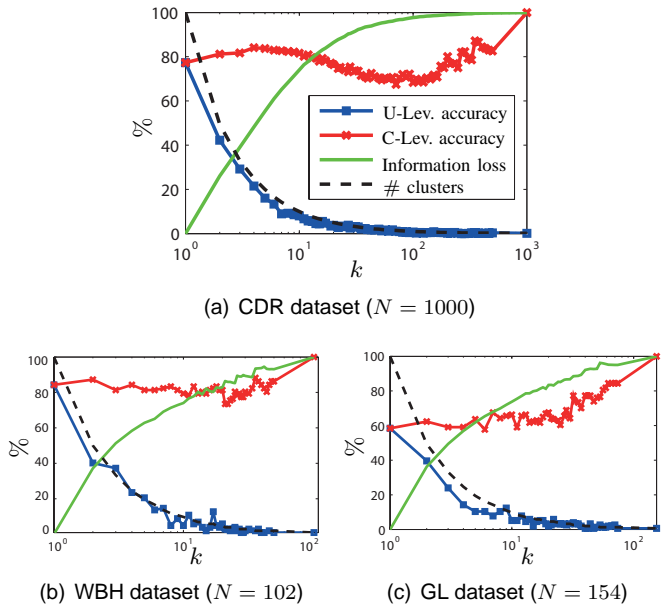 100
80
60
40
20
0
%
U-Lev. accuracy
C-Lev. accuracy
Information loss
# clusters
10^0 10^1 10^2 10^3
k
(a) CDR dataset (N = 1000)
100
80
60
40
20
0
%
10^0 10^1 10^2
k
(b) WBH dataset (N = 102)
100
80
60
40
20
0
%
10^0 10^1 10^2
k
(c) GL dataset (N = 154)